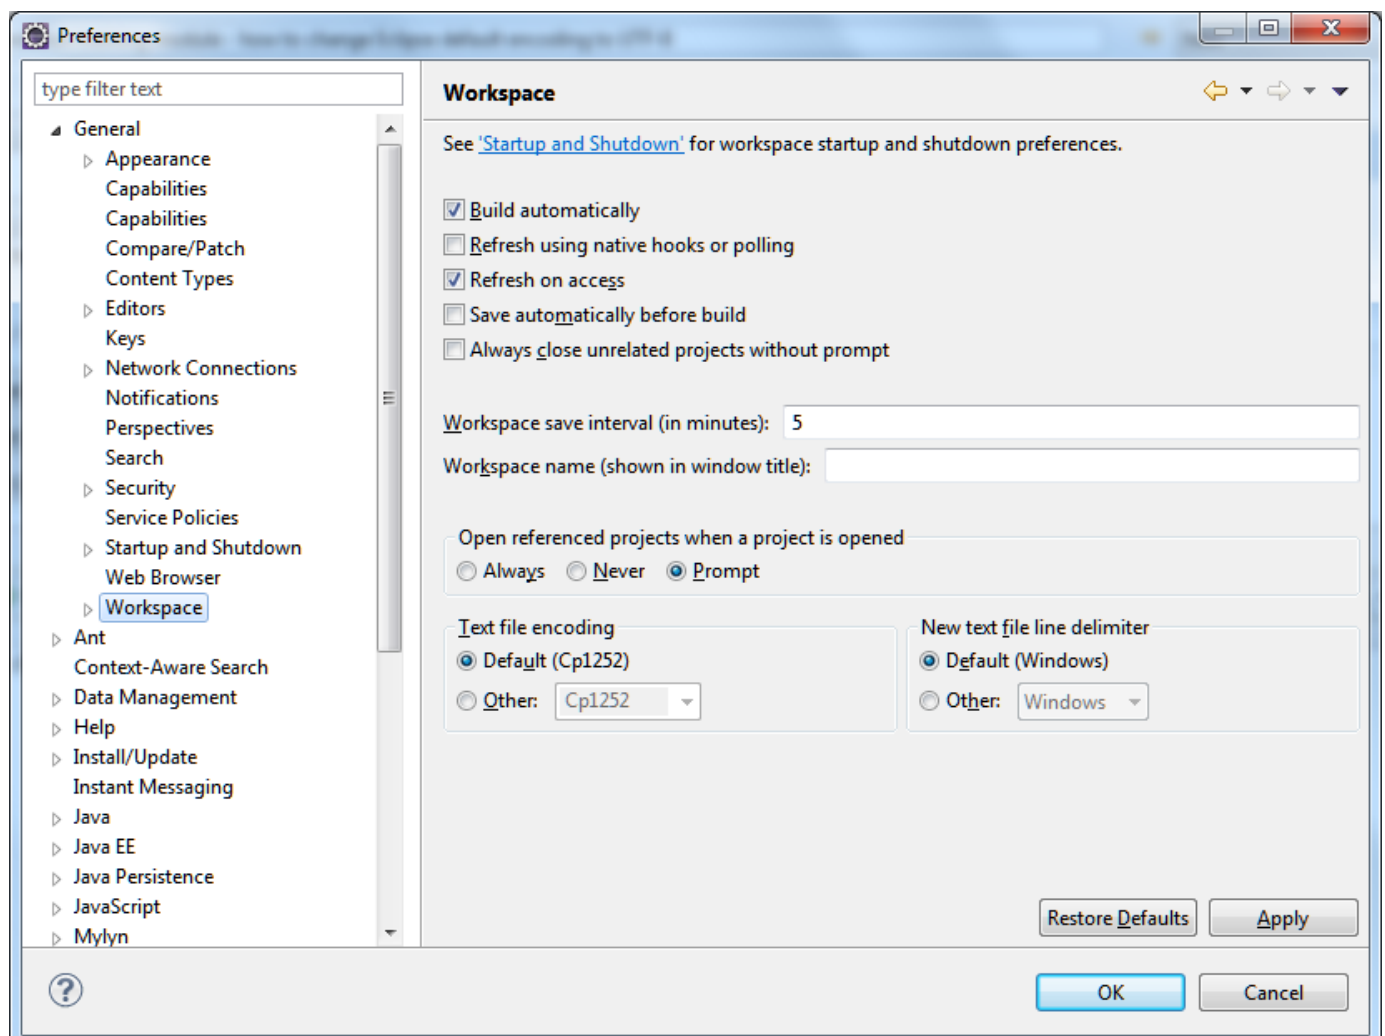 Preferences
type filter text
General
Appearance
Capabilities
Capabilities
Compare/Patch
Content Types
Editors
Keys
Network Connections
Notifications
Perspectives
Search
Security
Service Policies
Startup and Shutdown
Web Browser
Workspace
Ant
Context-Aware Search
Data Management
Help
Install/Update
Instant Messaging
Java
Java EE
Java Persistence
JavaScript
Mylyn
Workspace
See 'Startup and Shutdown' for workspace startup and shutdown preferences.
Build automatically
Refresh using native hooks or polling
Refresh on access
Save automatically before build
Always close unrelated projects without prompt
Workspace save interval (in minutes): 5
Workspace name (shown in window title):
Open referenced projects when a project is opened
Always Never Prompt
Text file encoding
Default (Cp1252)
Other: Cp1252
New text file line delimiter
Default (Windows)
Other: Windows
Restore Defaults Apply
? OK Cancel